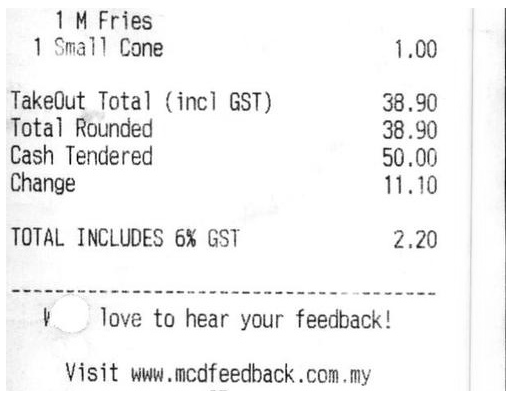 1 M Fries
1 Small Cone 1.00
TakeOut Total (incl GST) 38.90
Total Rounded 38.90
Cash Tendered 50.00
Change 11.10
TOTAL INCLUDES 6% GST 2.20
--------------------------------------
love to hear your feedback!
Visit www.mcdfeedback.com.my